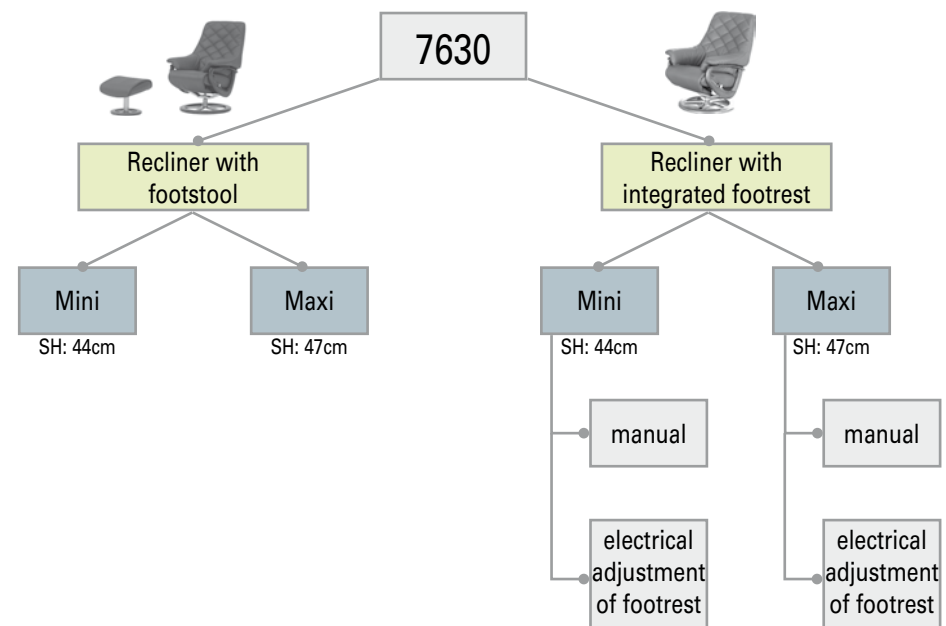 7630
Recliner with
footstool
Recliner with
integrated footrest
Mini
SH: 44cm
Maxi
SH: 47cm
Mini
SH: 44cm
Maxi
SH: 47cm
manual
manual
electrical
adjustment
of footrest
electrical
adjustment
of footrest